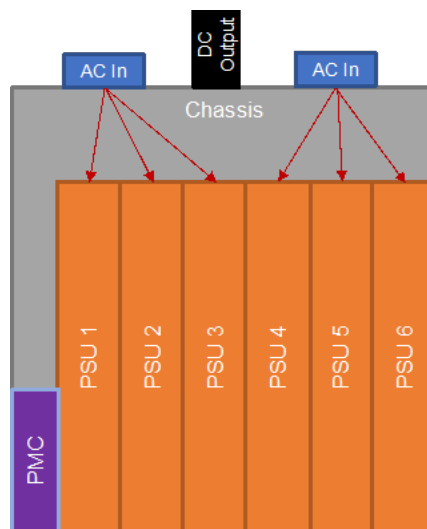 AC In
DC
Output
AC In
Chassis
PSU 1
PSU 2
PSU 3
PSU 4
PSU 5
PSU 6
PMC